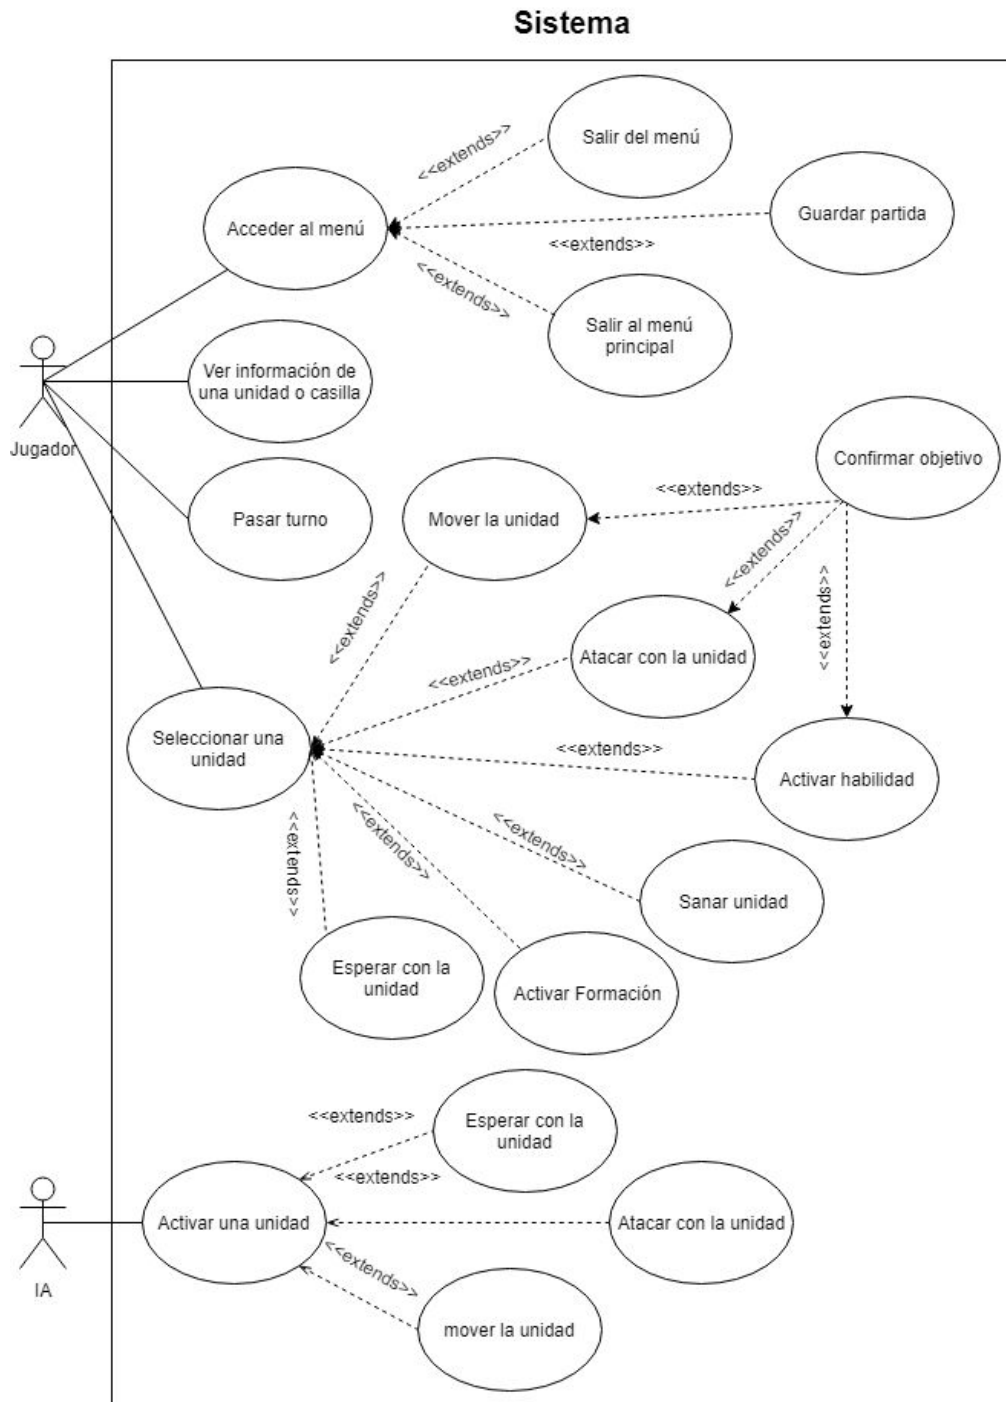 Sistema
Salir del menú
<<extends>>
Guardar partida
Acceder al menú
<<extends>>
<<extends>>
Salir al menú
principal
Ver información de
una unidad o casilla
Jugador
Confirmar objetivo
<<extends>>
Mover la unidad
Pasar turno
<<extends>>
<<extends>>
<<extends>>
Atacar con la unidad
<<extends>>
Seleccionar una
unidad
<<extends>>
Activar habilidad
<<extends>>
<<extends>>
<<extends>>
Sanar unidad
Esperar con la
unidad
Activar Formación
<<extends>>
Esperar con la
unidad
<<extends>>
Activar una unidad
Atacar con la unidad
<<extends>>
IA
mover la unidad